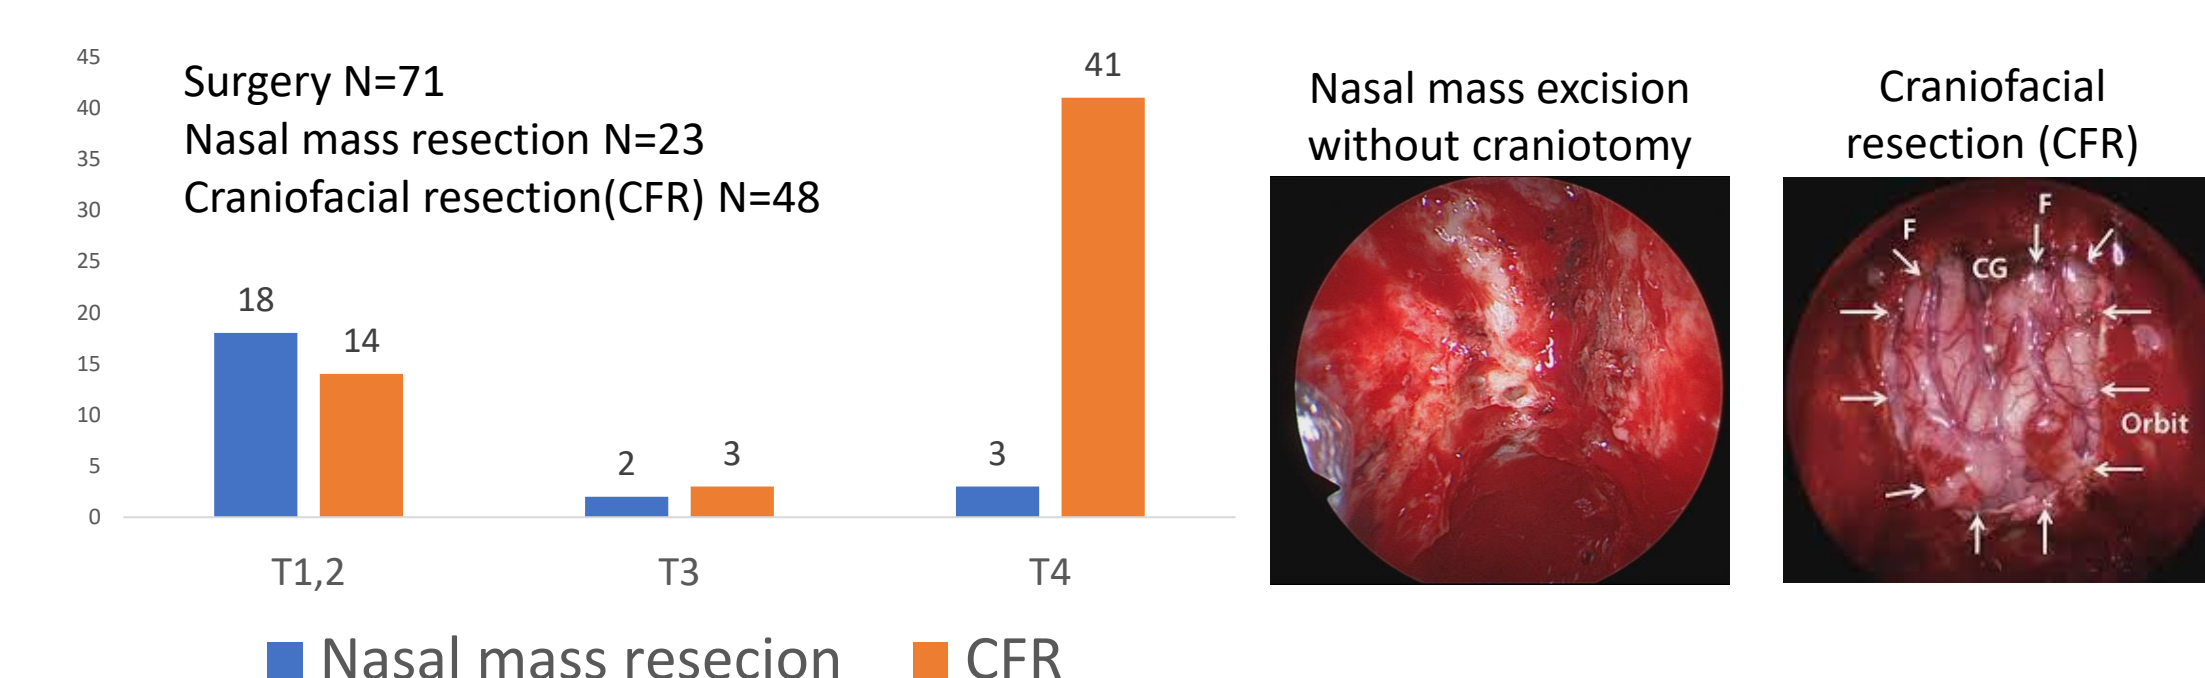 45
40
35
30
25
20
15
10
5
0
Surgery N=71
Nasal mass resection N=23
Craniofacial resection(CFR) N=48
18
14
2
3
3
41
T1,2
T3
T4
Nasal mass resecion
CFR
Nasal mass excision
without craniotomy
Craniofacial
resection (CFR)
F
F
CG
Orbit